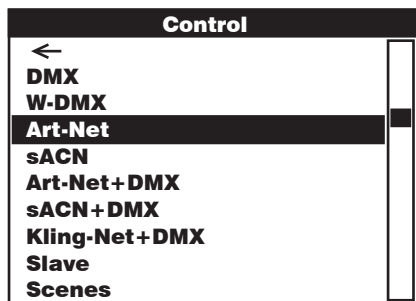 Control
←
DMX
W-DMX
Art-Net
sACN
Art-Net+DMX
sACN+DMX
Kling-Net+DMX
Slave
Scenes